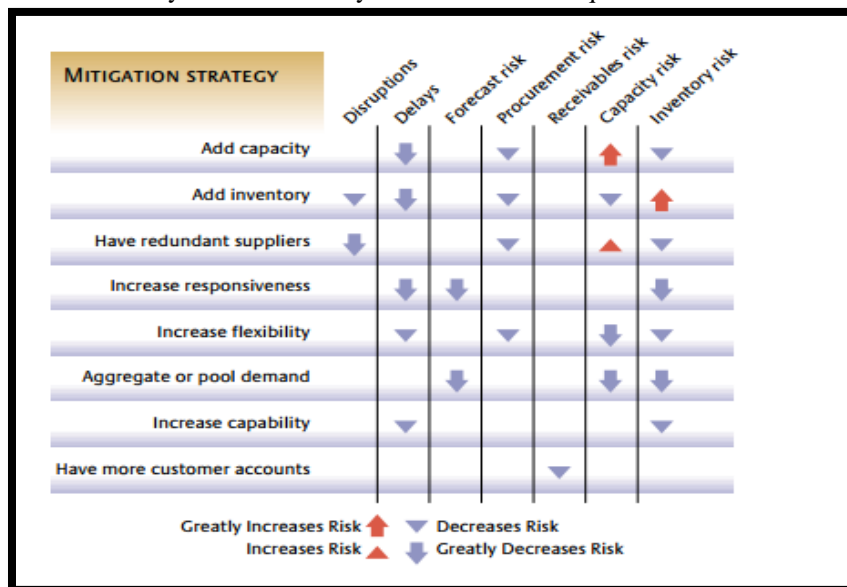 MITIGATION STRATEGY
Disruptions
Delays
Forecast risk
Procurement risk
Receivables risk
Capacity risk
Inventory risk
Add capacity
Add inventory
Have redundant suppliers
Increase responsiveness
Increase flexibility
Aggregate or pool demand
Increase capability
Have more customer accounts
Greatly Increases Risk Decreases Risk
Increases Risk Greatly Decreases Risk